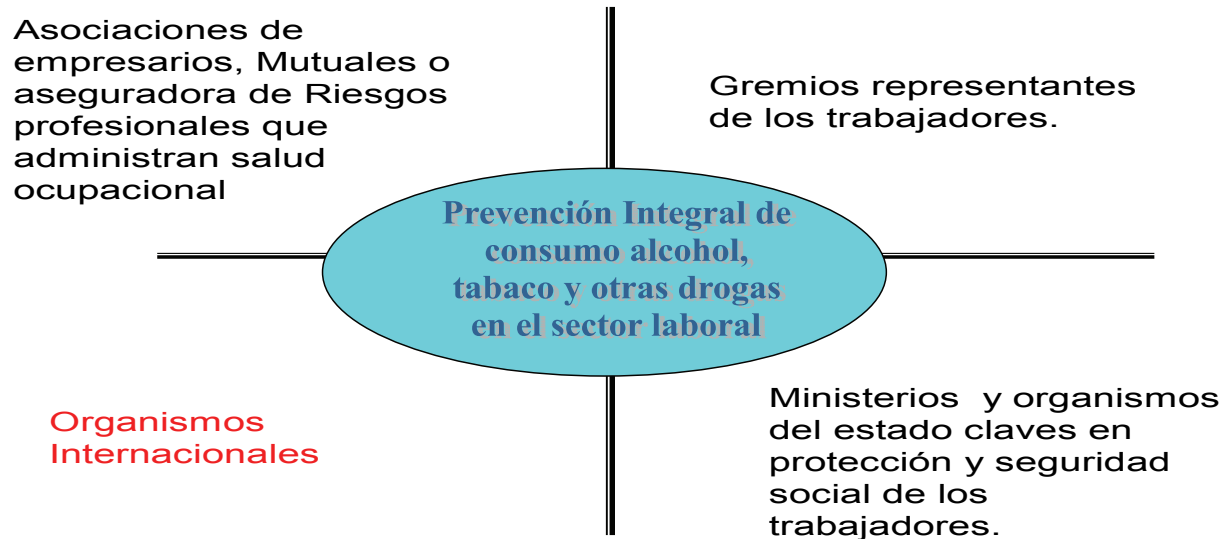 Asociaciones de
empresarios, Mutuales o
aseguradora de Riesgos
profesionales que
administran salud
ocupacional
Gremios representantes
de los trabajadores.
Prevención Integral de
consumo alcohol,
tabaco y otras drogas
en el sector laboral
Organismos
Internacionales
Ministerios  y organismos
del estado claves en
protección y seguridad
social de los
trabajadores.